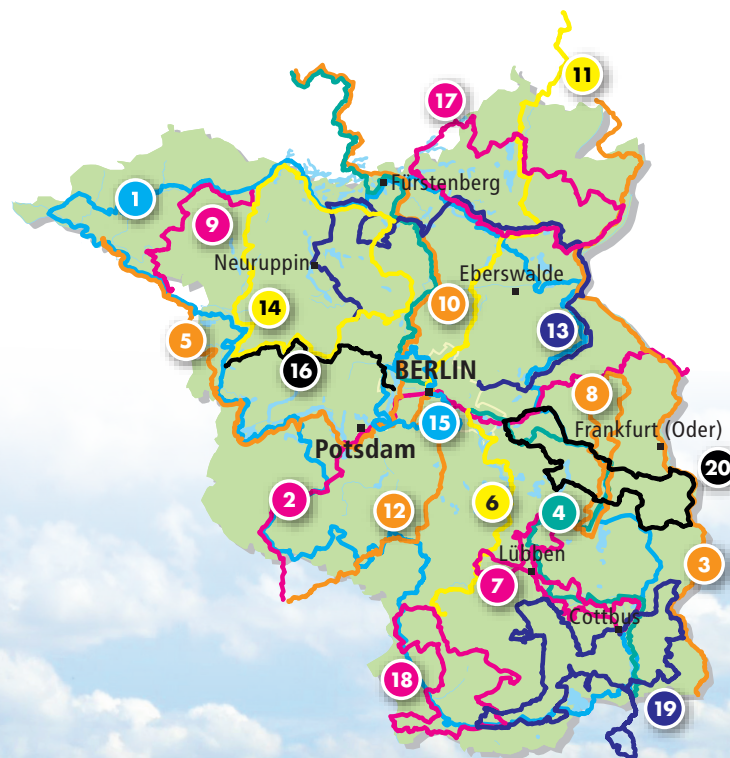 11
17
Fürstenberg
1
9
Neuruppin
Eberswalde
10
14
13
5
16
BERLIN
8
15
Potsdam
Frankfurt (Oder)
20
2
12
6
4
Lübben
3
7
Cottbus
18
19